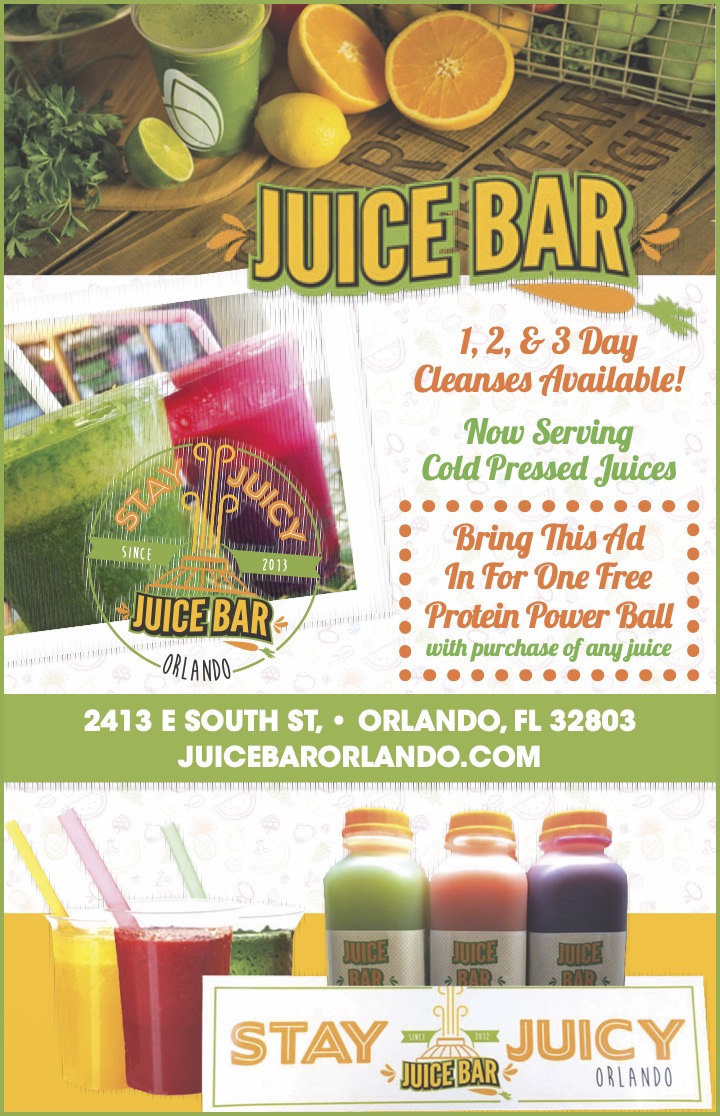 JUICE BAR
1, 2, & 3 Day
Cleanses Available!
Now Serving
Cold Pressed Juices
STAY JUICY
SINCE 2013
JUICE BAR
ORLANDO
Bring This Ad
In For One Free
Protein Power Ball
with purchase of any juice
2413 E SOUTH ST, • ORLANDO, FL 32803
JUICEBARORLANDO.COM
JUICE
BAR
JUICE
BAR
JUICE
BAR
STAY JUICY
SINCE
JUICE BAR
ORLANDO